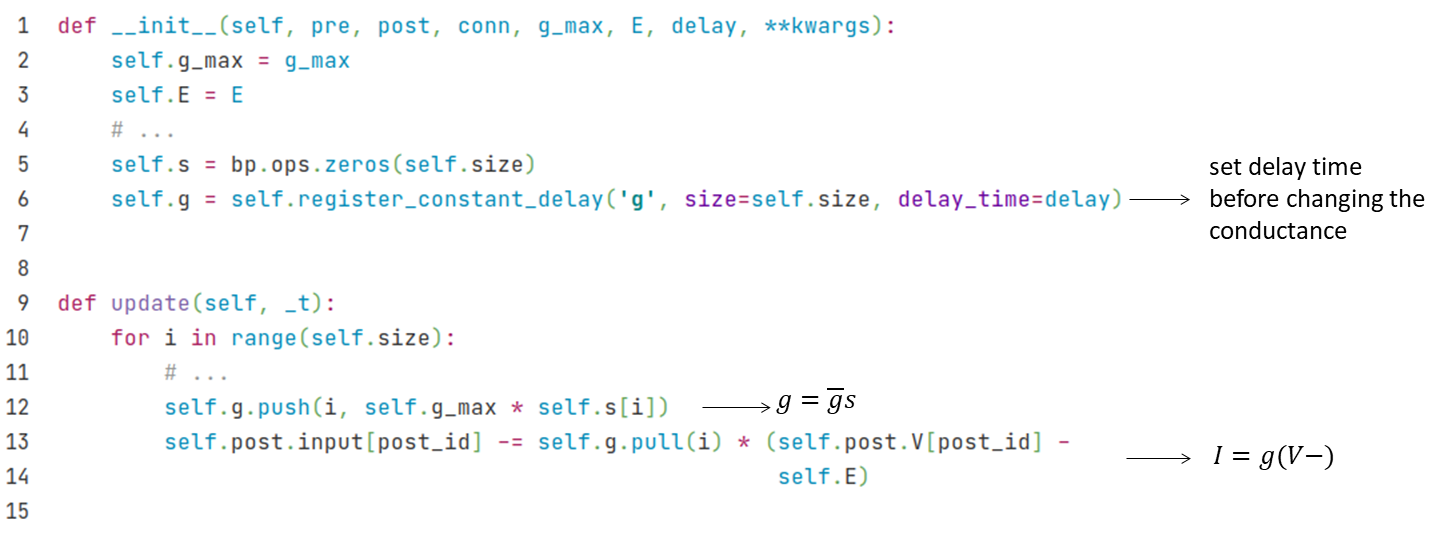 1 def __init__(self, pre, post, conn, g_max, E, delay, **kwargs):
2 self.g_max = g_max
3 self.E = E
4 # ...
5 self.s = bp.ops.zeros(self.size)
6 self.g = self.register_constant_delay('g', size=self.size, delay_time=delay)
set delay time
before changing the
conductance
7
8
9 def update(self, _t):
10 for i in range(self.size):
11 # ...
12 self.g.push(i, self.g_max * self.s[i]) g = g̅s
13 self.post.input[post_id] -= self.g.pull(i) * (self.post.V[post_id] -
I = g(V−)
14 self.E)
15